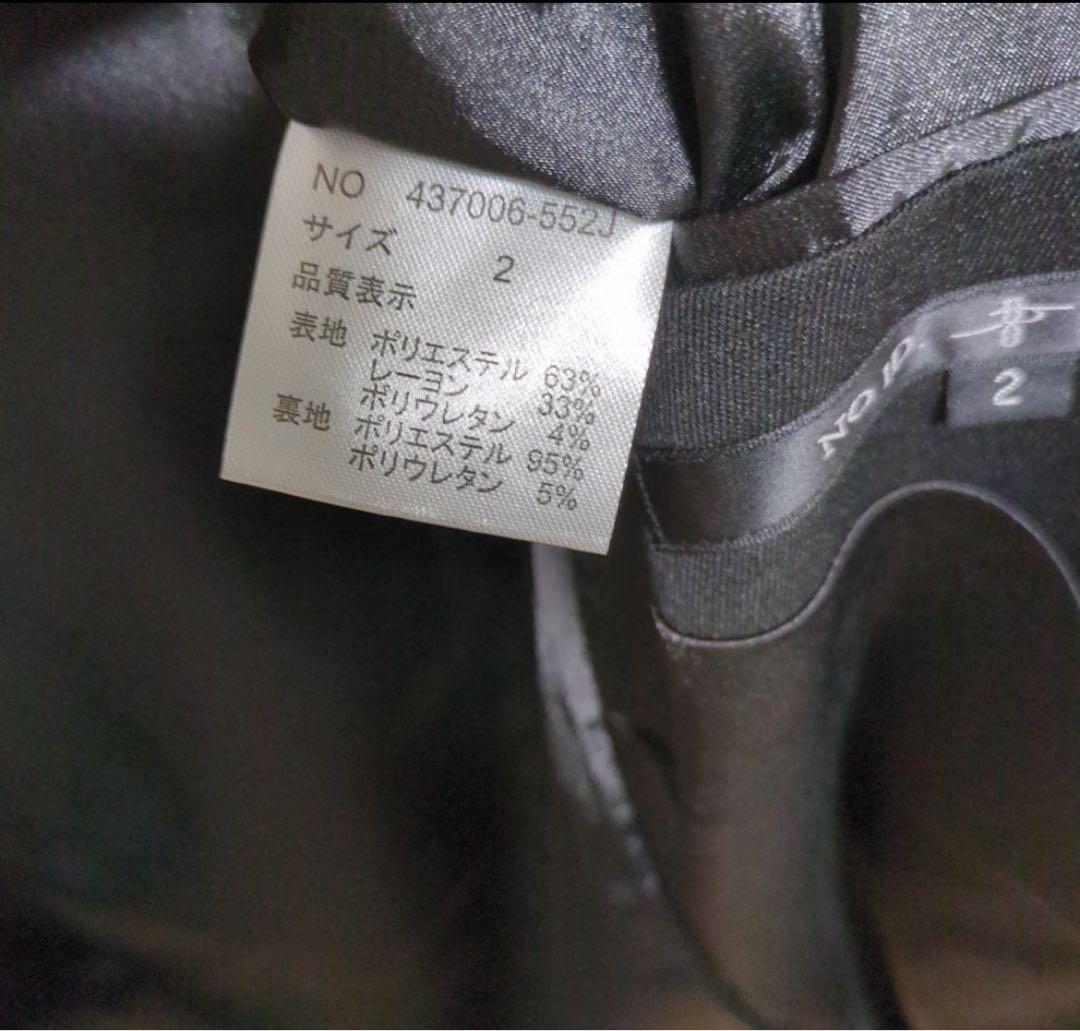 NO 437006-552J
サイズ 2
品質表示
表地 ポリエステル 63%
レーヨン 33%
ポリウレタン 4%
裏地 ポリエステル 95%
ポリウレタン 5%
NO ID.
2